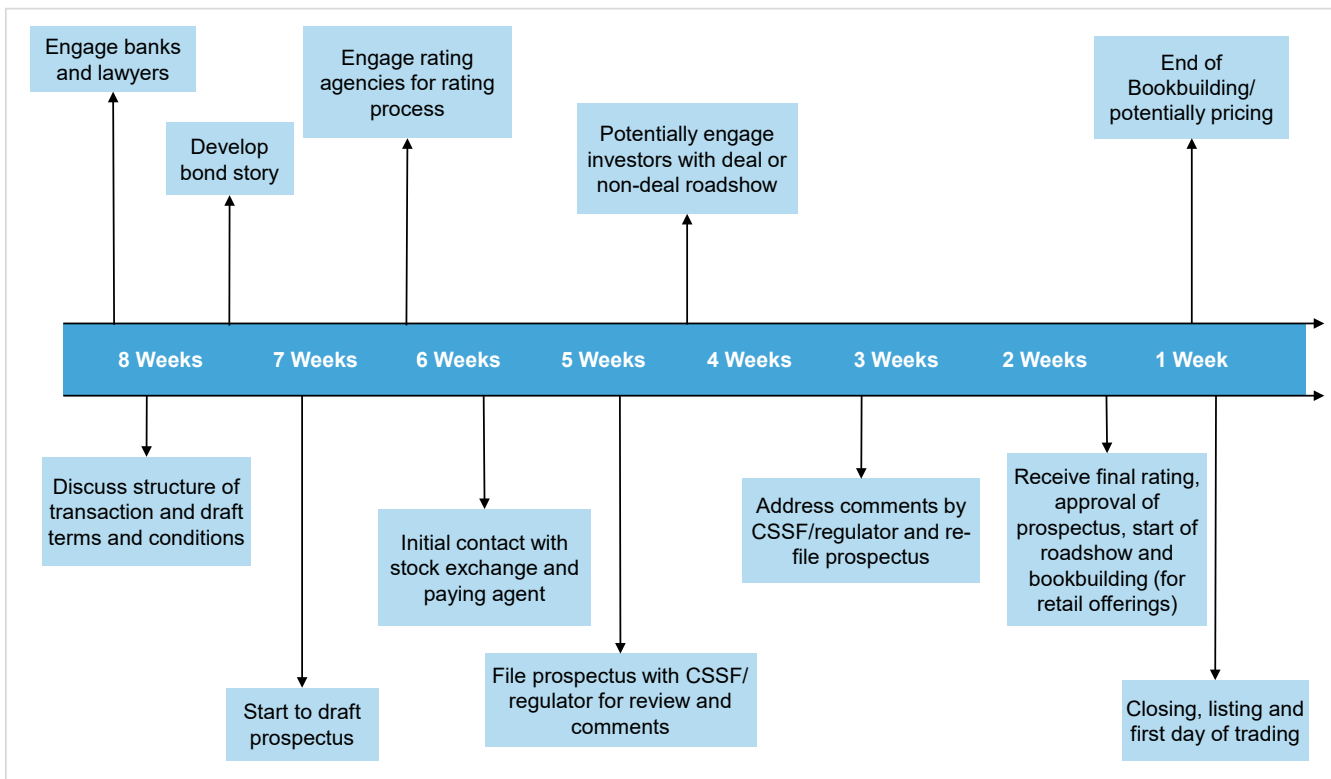 Engage banks
and lawyers
Develop
bond story
Engage rating
agencies for rating
process
Potentially engage
investors with deal or
non-deal roadshow
End of
Bookbuilding/
potentially pricing
8 Weeks
7 Weeks
6 Weeks
5 Weeks
4 Weeks
3 Weeks
2 Weeks
1 Week
Discuss structure of
transaction and draft
terms and conditions
Start to draft
prospectus
Initial contact with
stock exchange and
paying agent
File prospectus with CSSF/
regulator for review and
comments
Address comments by
CSSF/regulator and re-
file prospectus
Receive final rating,
approval of
prospectus, start of
roadshow and
bookbuilding (for
retail offerings)
Closing, listing and
first day of trading